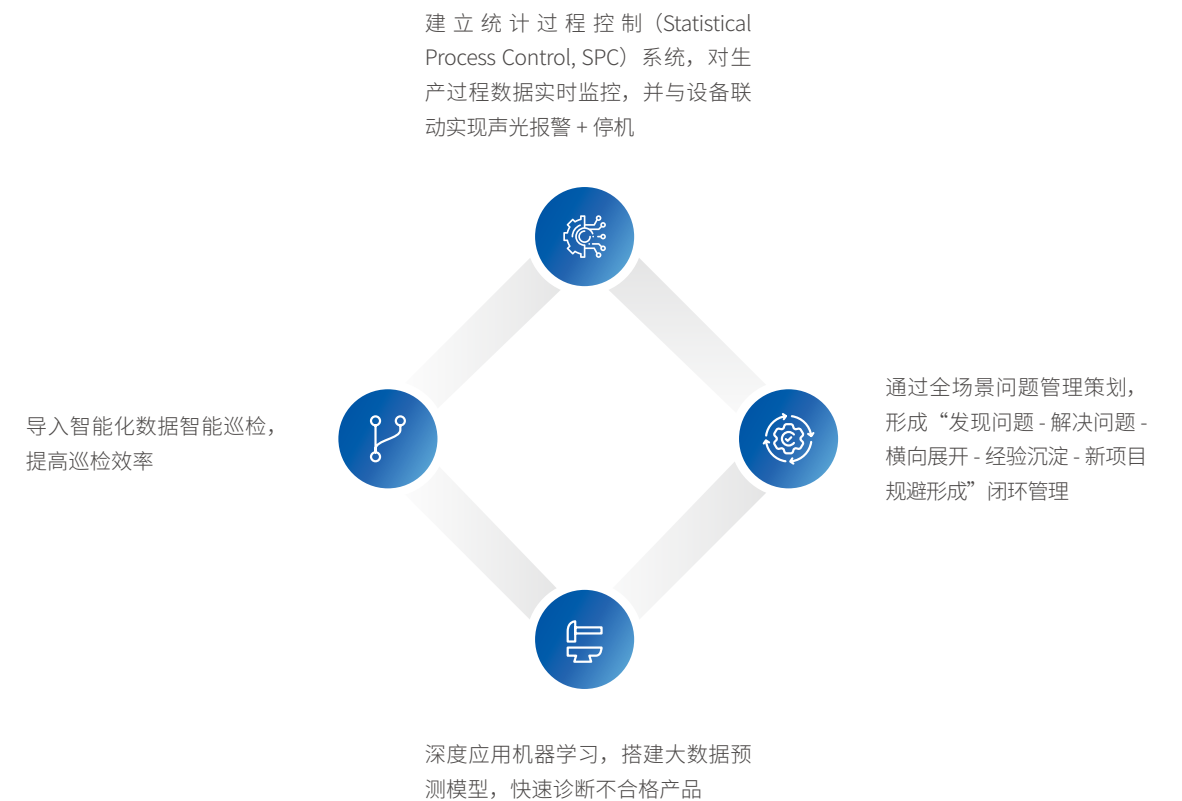 建立统计过程控制（Statistical
Process Control, SPC）系统，对生
产过程数据实时监控，并与设备联
动实现声光报警 + 停机
导入智能化数据智能巡检，
提高巡检效率
通过全场景问题管理策划，
形成“发现问题 - 解决问题 -
横向展开 - 经验沉淀 - 新项目
规避形成”闭环管理
深度应用机器学习，搭建大数据预
测模型，快速诊断不合格产品